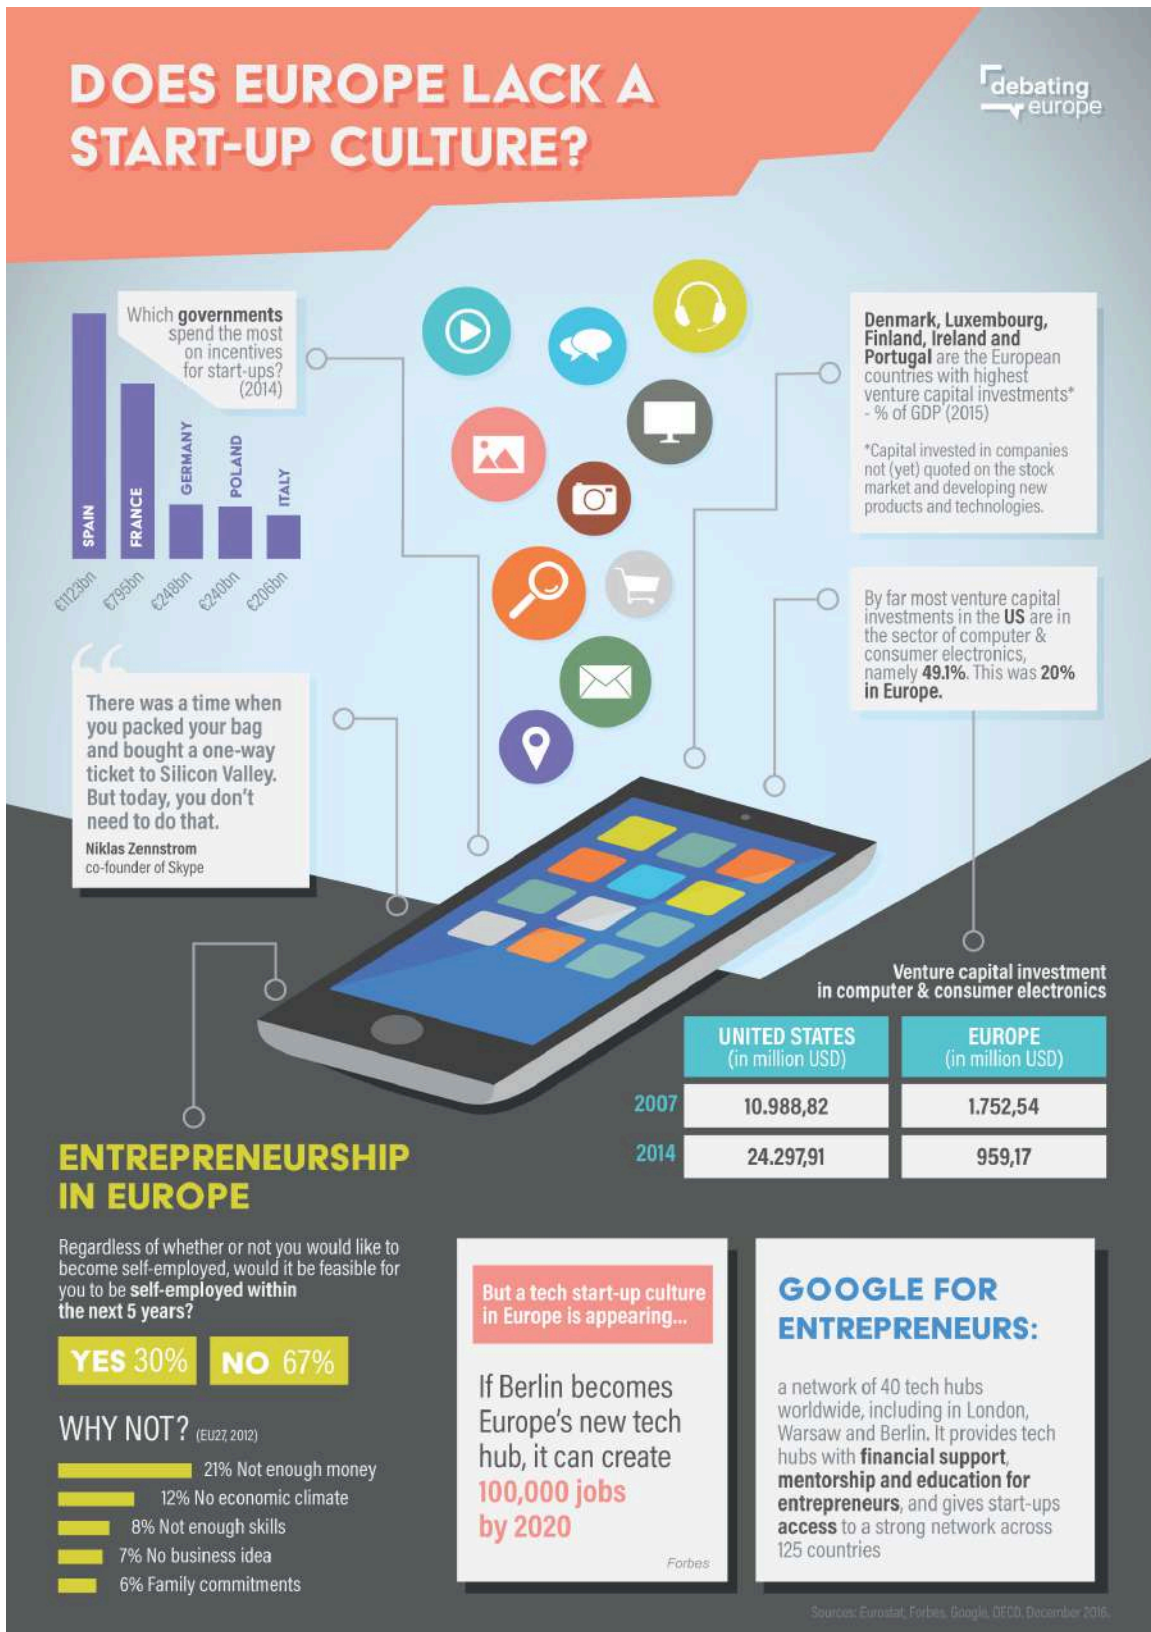 DOES EUROPE LACK A
START-UP CULTURE?
debating
europe
Which governments
spend the most
on incentives
for start-ups?
(2014)
SPAIN
FRANCE
GERMANY
POLAND
ITALY
€1123bn
€795bn
€248bn
€240bn
€206bn
Denmark, Luxembourg,
Finland, Ireland and
Portugal are the European
countries with highest
venture capital investments*
- % of GDP (2015)
*Capital invested in companies
not (yet) quoted on the stock
market and developing new
products and technologies.
By far most venture capital
investments in the US are in
the sector of computer &
consumer electronics,
namely 49.1%. This was 20%
in Europe.
There was a time when
you packed your bag
and bought a one-way
ticket to Silicon Valley.
But today, you don't
need to do that.
Niklas Zennstrom
co-founder of Skype
Venture capital investment
in computer & consumer electronics
UNITED STATES
(in million USD)
EUROPE
(in million USD)
2007
10.988,82
1.752,54
2014
24.297,91
959,17
ENTREPRENEURSHIP
IN EUROPE
Regardless of whether or not you would like to
become self-employed, would it be feasible for
you to be self-employed within
the next 5 years?
YES 30%
NO 67%
WHY NOT? (EU27, 2012)
21% Not enough money
12% No economic climate
8% Not enough skills
7% No business idea
6% Family commitments
But a tech start-up culture
in Europe is appearing...
If Berlin becomes
Europe's new tech
hub, it can create
100,000 jobs
by 2020
Forbes
GOOGLE FOR
ENTREPRENEURS:
a network of 40 tech hubs
worldwide, including in London,
Warsaw and Berlin. It provides tech
hubs with financial support,
mentorship and education for
entrepreneurs, and gives start-ups
access to a strong network across
125 countries
Sources: Eurostat, Forbes, Google, OECD. December 2016.